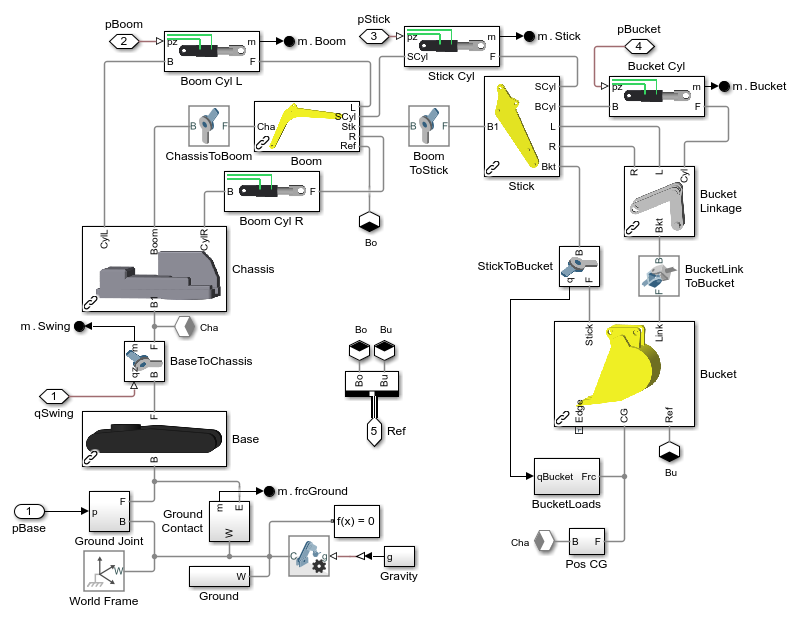 pBoom
2
pz
m
B
F
Boom Cyl L
m.Boom
pStick
3
pz
m
SCyl
F
Stick Cyl
m.Stick
pBucket
4
Bucket Cyl
pz
m
B
F
m.Bucket
B
F
ChassisToBoom
Cha
L
SCyl
Stk
R
Ref
Boom
B
F
Boom
ToStick
B1
SCyl
BCyl
L
R
Bkt
Stick
R
L
Cyl
Bkt
Bucket
Linkage
B
F
Boom Cyl R
Bo
CylL
Boom
CylR
B1
Chassis
StickToBucket
B
q
F
B
F
BucketLink
ToBucket
Cha
m.Swing
qz
m
F
B
BaseToChassis
1
qSwing
Bo
Bu
Bo
Bu
5
Ref
Stick
Link
Edge
CG
Ref
Bucket
Bu
F
B
Base
qBucket
Frc
BucketLoads
1
pBase
p
F
B
Ground Joint
Ground
Contact
m
E
W
m.frcGround
f(x) = 0
Cha
B
F
Pos CG
W
World Frame
W
Ground
C
g
g
Gravity